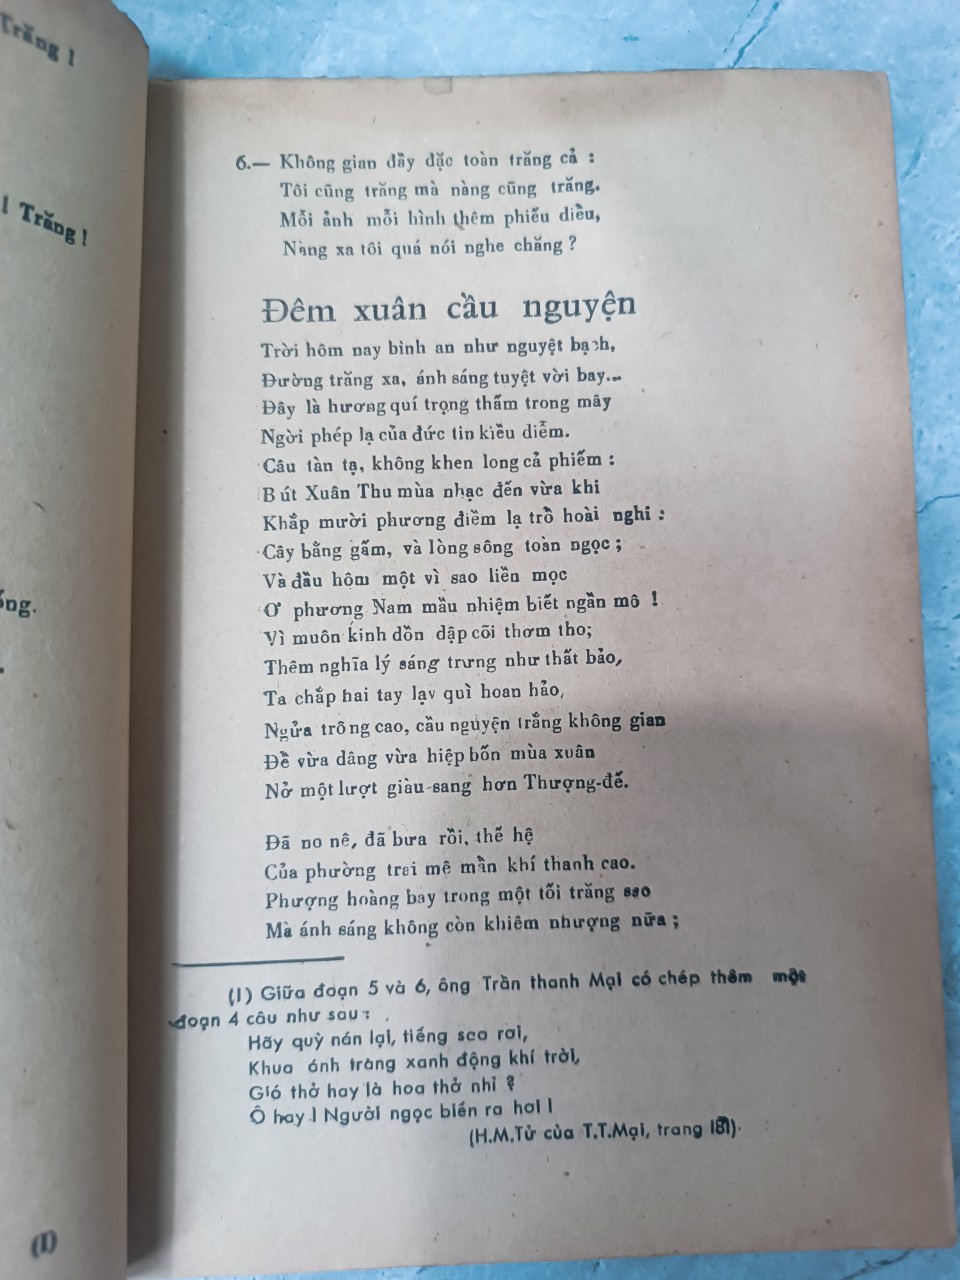 Trăng !
! Trăng !
ống.
(1)
6.— Không gian đầy đặc toàn trăng cả :
Tôi cũng trăng mà nàng cũng trăng.
Mỗi ảnh mỗi hình thêm phiếu diễu,
Nàng xa tôi quá nói nghe chăng ?
Đêm xuân cầu nguyện
Trời hôm nay bình an như nguyệt bạch,
Đường trăng xa, ánh sáng tuyệt vời bay...
Đây là hương quí trọng thấm trong mây
Ngời phép lạ của đức tin kiều diễm.
Câu tàn tạ, không khen long cả phiếm :
Bút Xuân Thu mùa nhạc đến vừa khi
Khắp mười phương điềm lạ trổ hoài nghi :
Cây bằng gấm, và lòng sông toàn ngọc ;
Và đầu hôm một vì sao liền mọc
Ơ phương Nam mầu nhiệm biết ngần mô !
Vì muôn kinh dồn dập cõi thơm tho;
Thêm nghĩa lý sáng trưng như thất bảo,
Ta chắp hai tay lạy quì hoan hảo,
Ngửa trông cao, cầu nguyện trắng không gian
Để vừa dâng vừa hiệp bốn mùa xuân
Nở một lượt giàu-sang hơn Thượng-đế.
Đã no nê, đã bưa rồi, thế hệ
Của phường trai mê mẩn khí thanh cao.
Phượng hoàng bay trong một tối trăng sao
Mà ánh sáng không còn khiêm nhượng nữa ;
(1) Giữa đoạn 5 và 6, ông Trần thanh Mại có chép thêm một
đoạn 4 câu như sau :
Hãy quỳ nán lại, tiếng sao rơi,
Khua ánh trăng xanh động khí trời,
Gió thở hay là hoa thở nhỉ ?
Ô hay ! Người ngọc biến ra hơi !
(H.M.Tử của T.T.Mại, trang 181).